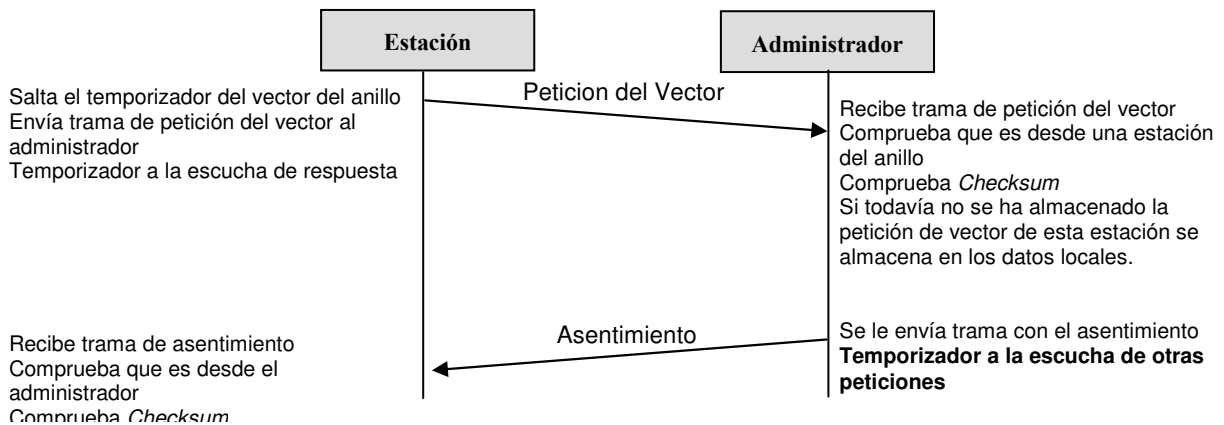 Estación
Administrador
Salta el temporizador del vector del anillo
Envía trama de petición del vector al
administrador
Temporizador a la escucha de respuesta
Peticion del Vector
Recibe trama de petición del vector
Comprueba que es desde una estación
del anillo
Comprueba Checksum
Si todavía no se ha almacenado la
petición de vector de esta estación se
almacena en los datos locales.
Asentimiento
Se le envía trama con el asentimiento
Temporizador a la escucha de otras
peticiones
Recibe trama de asentimiento
Comprueba que es desde el
administrador
Comprueba Checksum